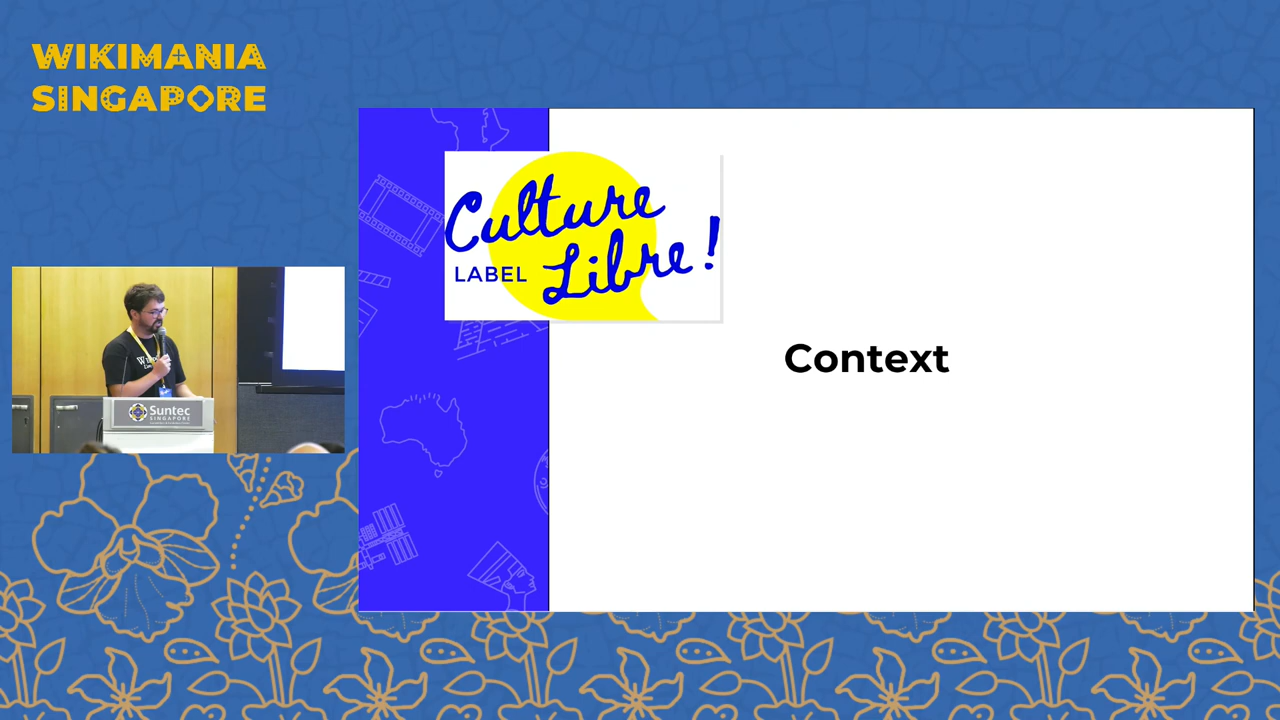 WIKIMANIA
SINGAPORE
Culture
LABEL Libre!
Context
Suntec
SINGAPORE